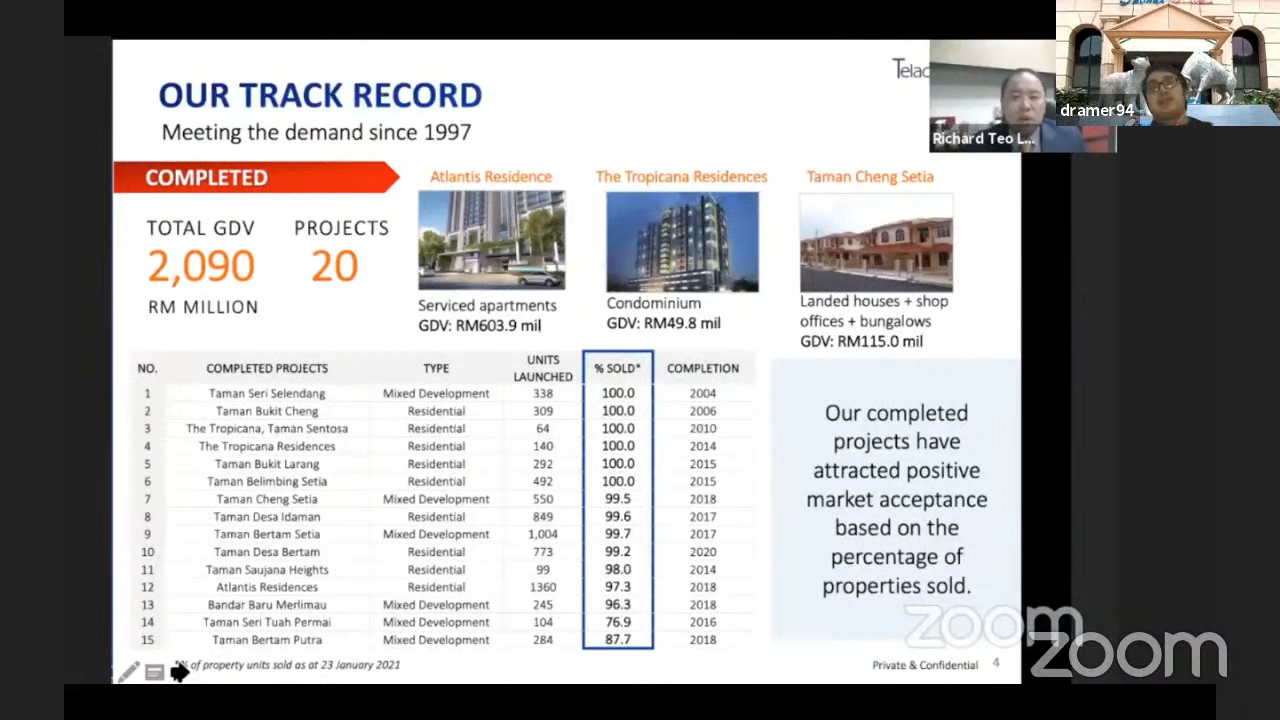 OUR TRACK RECORD
Meeting the demand since 1997
Richard Teo L...
dramer94
COMPLETED
TOTAL GDV PROJECTS
2,090 20
RM MILLION
Atlantis Residence
Serviced apartments
GDV: RM603.9 mil
The Tropicana Residences
Condominium
GDV: RM49.8 mil
Taman Cheng Setia
Landed houses + shop
offices + bungalows
GDV: RM115.0 mil
NO. COMPLETED PROJECTS TYPE UNITS LAUNCHED % SOLD* COMPLETION
1 Taman Seri Selendang Mixed Development 338 100.0 2004
2 Taman Bukit Cheng Residential 309 100.0 2006
3 The Tropicana, Taman Sentosa Residential 64 100.0 2010
4 The Tropicana Residences Residential 140 100.0 2014
5 Taman Bukit Larang Residential 292 100.0 2015
6 Taman Belimbing Setia Residential 492 100.0 2015
7 Taman Cheng Setia Mixed Development 550 99.5 2018
8 Taman Desa Idaman Residential 849 99.6 2017
9 Taman Bertam Setia Mixed Development 1,004 99.7 2017
10 Taman Desa Bertam Residential 773 99.2 2020
11 Taman Saujana Heights Residential 99 98.0 2014
12 Atlantis Residences Residential 1360 97.3 2018
13 Bandar Baru Merlimau Mixed Development 245 96.3 2018
14 Taman Seri Tuah Permai Mixed Development 104 76.9 2016
15 Taman Bertam Putra Mixed Development 284 87.7 2018
Our completed
projects have
attracted positive
market acceptance
based on the
percentage of
properties sold.
of property units sold as at 23 January 2021
Private & Confidential 4
zoom
zoom